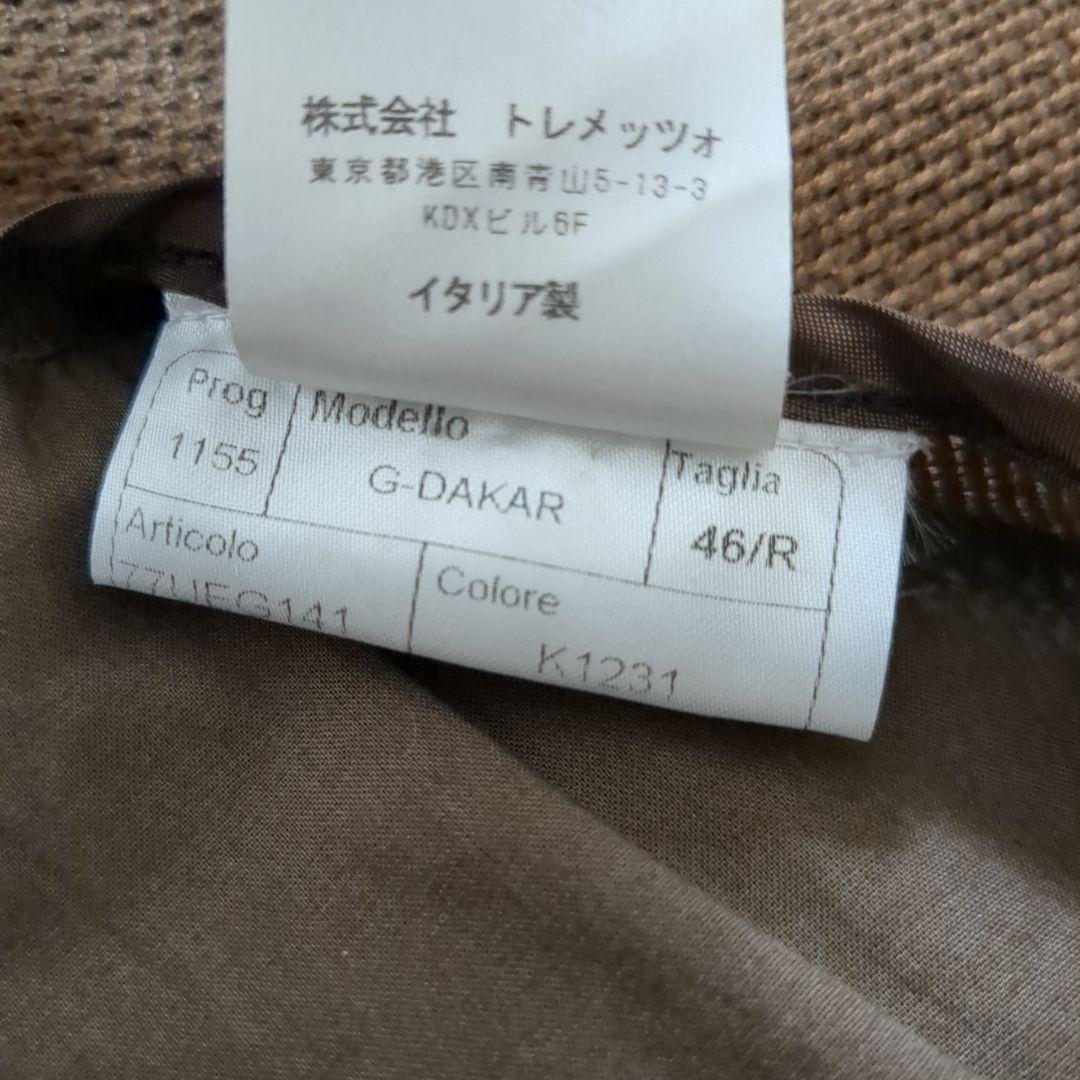 株式会社 トレメッツォ
東京都港区南青山5-13-3
KDXビル6F
イタリア製
Prog Modello Taglia
1155 G-DAKAR 46/R
Articolo Colore
77UEG141 K1231